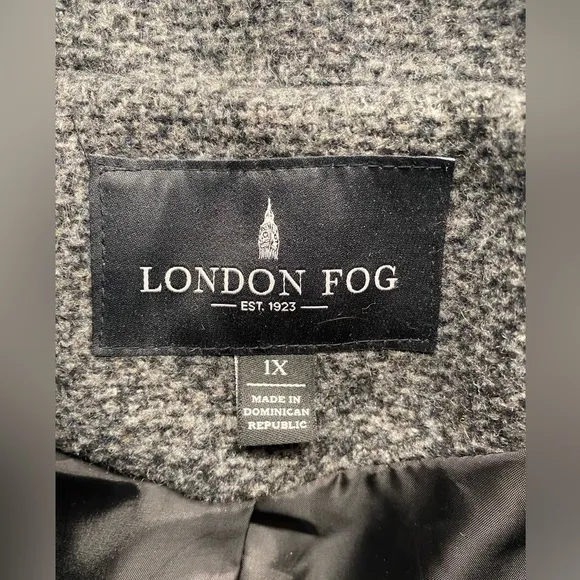 LONDON FOG
EST. 1923
1X
MADE IN
DOMINICAN
REPUBLIC